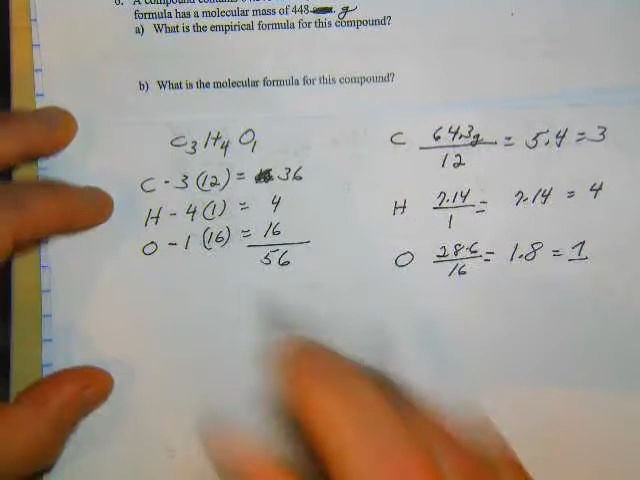 formula has a molecular mass of 448 g
a) What is the empirical formula for this compound?
b) What is the molecular formula for this compound?
C3H4O1
C - 3 (12) = 36
H - 4 (1) = 4
O - 1 (16) = 16
56
C 64.3g = 5.4 = 3
12
H 7.14 = 7.14 = 4
1
O 28.6 = 1.8 = 1
16